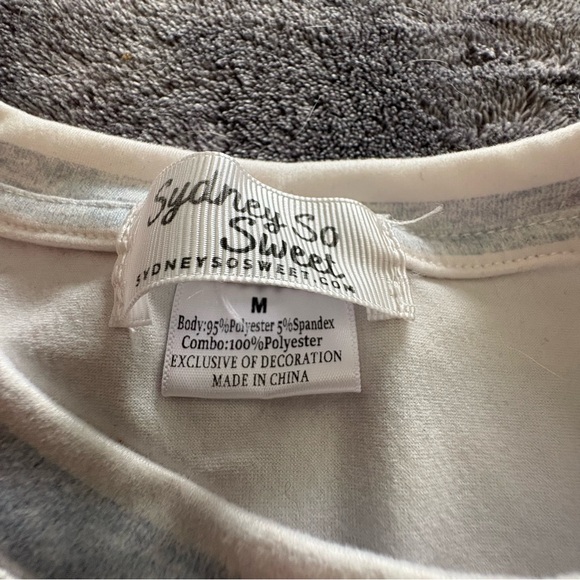 Sydney So
Sweet
SYDNEYSOSWEET.COM
M
Body:95%Polyester 5%Spandex
Combo:100%Polyester
EXCLUSIVE OF DECORATION
MADE IN CHINA